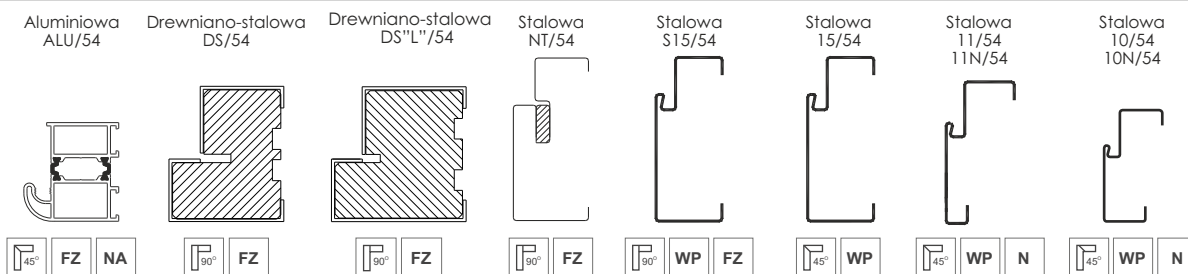 Aluminiowa
ALU/54
Drewniano-stalowa
DS/54
Drewniano-stalowa
DS”L”/54
Stalowa
NT/54
Stalowa
S15/54
Stalowa
15/54
Stalowa
11/54
11N/54
Stalowa
10/54
10N/54
45° FZ NA
90° FZ
90° FZ
90° FZ
90° WP FZ
45° WP
45° WP N
45° WP N